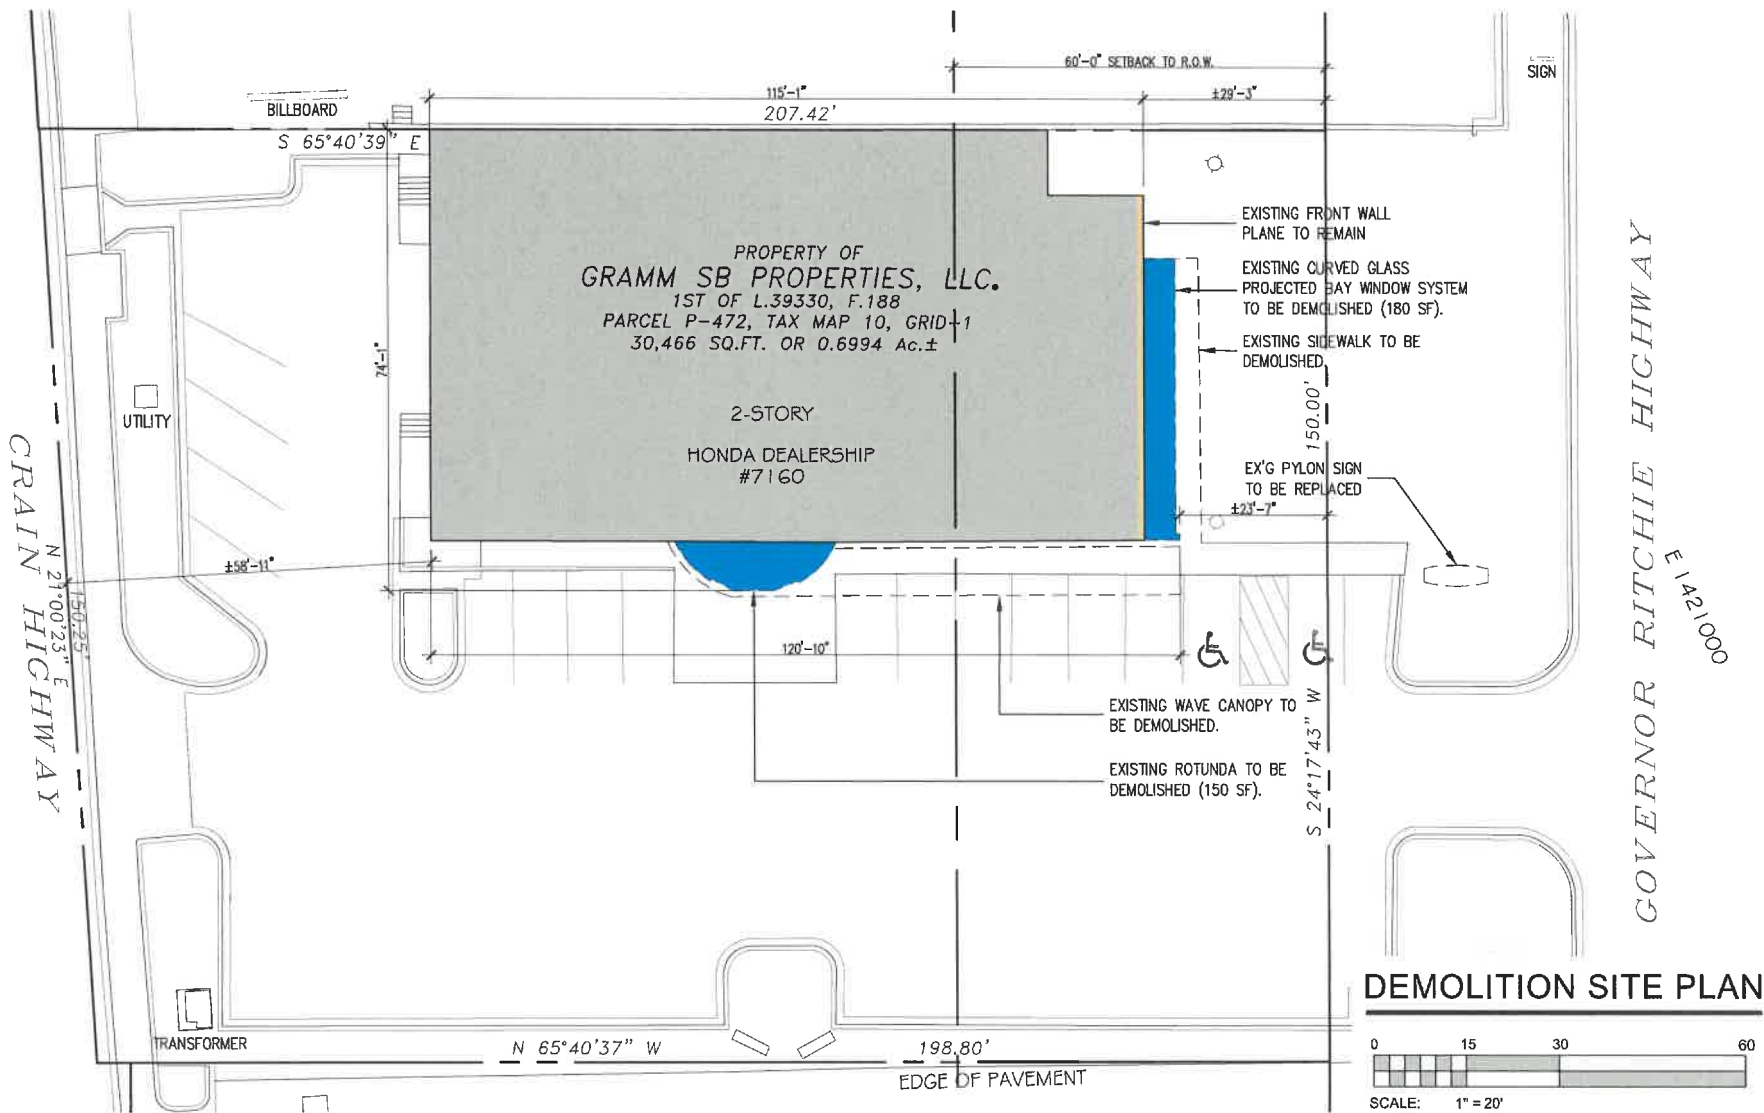 60'-0" SETBACK TO R.O.W.
SIGN
115'-1"
±29'-3"
BILLBOARD
207.42'
S 65°40'39" E
EXISTING FRONT WALL
PLANE TO REMAIN
PROPERTY OF
GRAMM SB PROPERTIES, LLC.
1ST OF L.39330, F.188
PARCEL P-472, TAX MAP 10, GRID-1
30,466 SQ.FT. OR 0.6994 Ac.±
EXISTING CURVED GLASS
PROJECTED BAY WINDOW SYSTEM
TO BE DEMOLISHED (180 SF).
EXISTING SIDEWALK TO BE
DEMOLISHED
74'-1"
150.00'
UTILITY
2-STORY
HONDA DEALERSHIP
#7160
EX'G PYLON SIGN
TO BE REPLACED
±23'-7"
±58'-11"
CRAIN HIGHWAY
N 21°00'23" E
150.25'
GOVERNOR RITCHIE HIGHWAY
E 1421000
120'-10"
EXISTING WAVE CANOPY TO
BE DEMOLISHED.
EXISTING ROTUNDA TO BE
DEMOLISHED (150 SF).
S 24°17'43" W
TRANSFORMER
N 65°40'37" W
198.80'
EDGE OF PAVEMENT
DEMOLITION SITE PLAN
0 15 30 60
SCALE: 1" = 20'